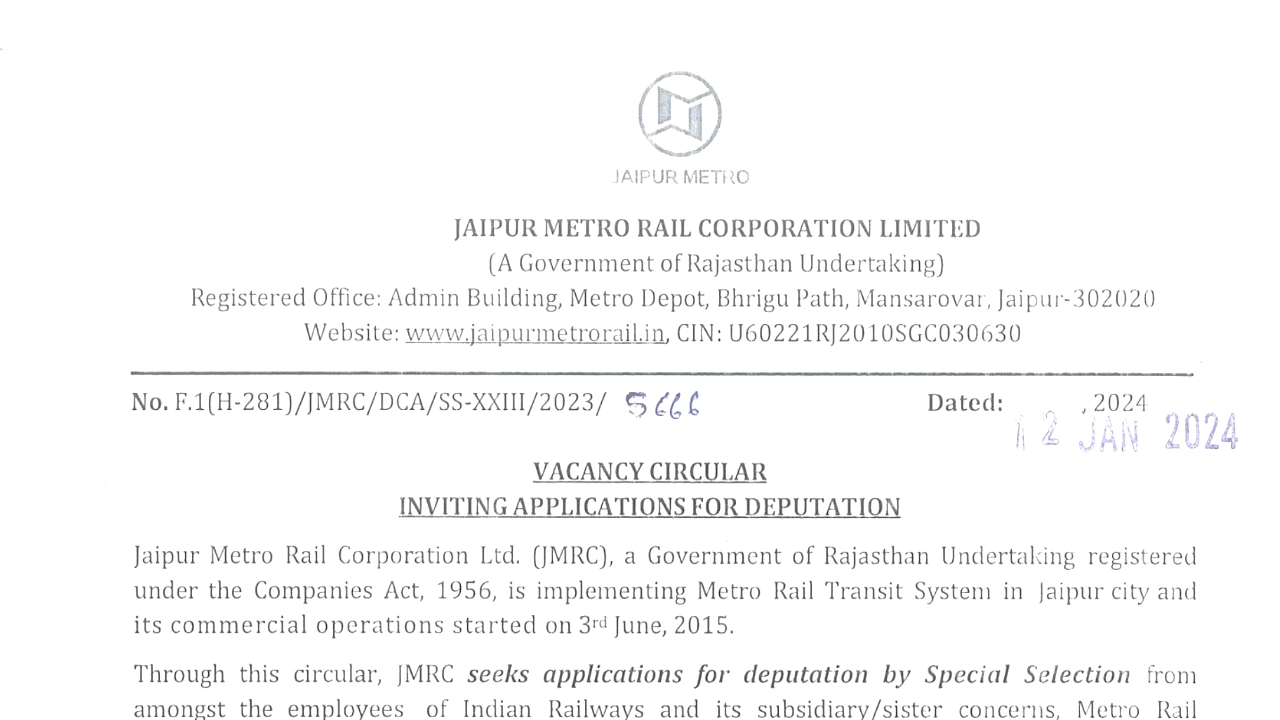 JAIPUR METRO
JAIPUR METRO RAIL CORPORATION LIMITED
(A Government of Rajasthan Undertaking)
Registered Office: Admin Building, Metro Depot, Bhrigu Path, Mansarovar, Jaipur-302020
Website: www.jaipurmetrorail.in, CIN: U60221RJ2010SGC030630
No. F.1(H-281)/JMRC/DCA/SS-XXIII/2023/ 5666 Dated: ,2024
12 JAN 2024
VACANCY CIRCULAR
INVITING APPLICATIONS FOR DEPUTATION
Jaipur Metro Rail Corporation Ltd. (JMRC), a Government of Rajasthan Undertaking registered
under the Companies Act, 1956, is implementing Metro Rail Transit System in Jaipur city and
its commercial operations started on 3rd June, 2015.
Through this circular, JMRC seeks applications for deputation by Special Selection from
amongst the employees of Indian Railways and its subsidiary/sister concerns, Metro Rail